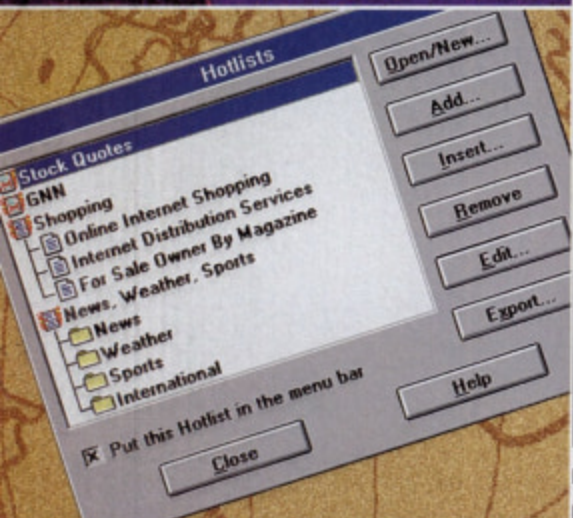 Hotlists
Stock Quotes
GNN
Shopping
Online Internet Shopping
Internet Distribution Services
For Sale Owner By Magazine
News, Weather, Sports
News
Weather
Sports
International
Put this Hotlist in the menu bar
Close
Open/New...
Add...
Insert...
Remove
Edit...
Export...
Help